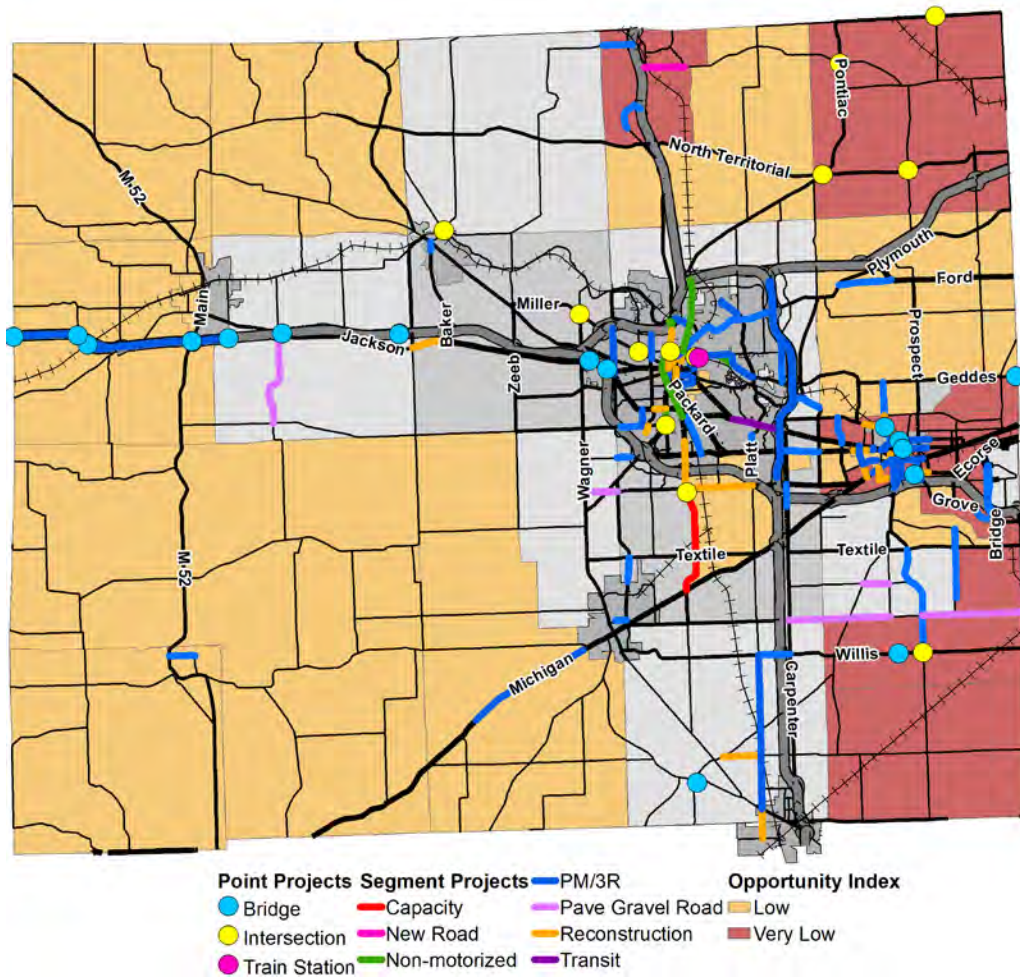 Pontiac
North Territorial
M-52
Plymouth
Ford
Main
Miller
Baker
Jackson
Zeeb
Prospect
Geddes
Packard
Platt
Ecorse
Wagner
Grove
Bridge
Textile
Textile
M-52
Willis
Michigan
Carpenter
Point Projects
Bridge
Intersection
Train Station
Segment Projects
Capacity
New Road
Non-motorized
PM/3R
Pave Gravel Road
Reconstruction
Transit
Opportunity Index
Low
Very Low